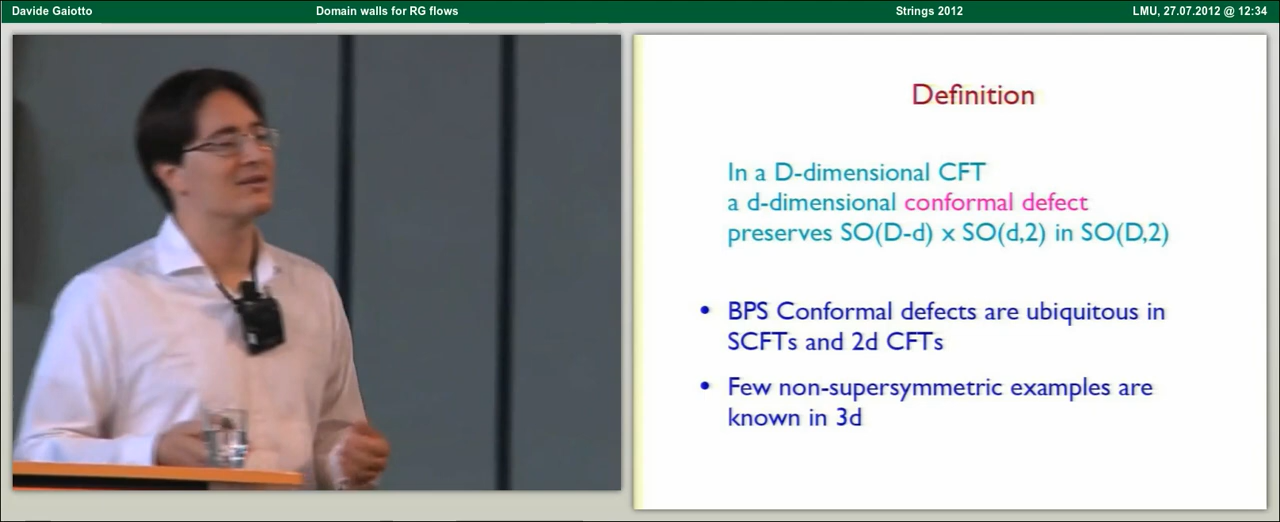 Davide Gaiotto
Domain walls for RG flows
Strings 2012
LMU, 27.07.2012 @ 12:34
Definition
In a D-dimensional CFT
a d-dimensional conformal defect
preserves SO(D-d) x SO(d,2) in SO(D,2)
• BPS Conformal defects are ubiquitous in
SCFTs and 2d CFTs
• Few non-supersymmetric examples are
known in 3d